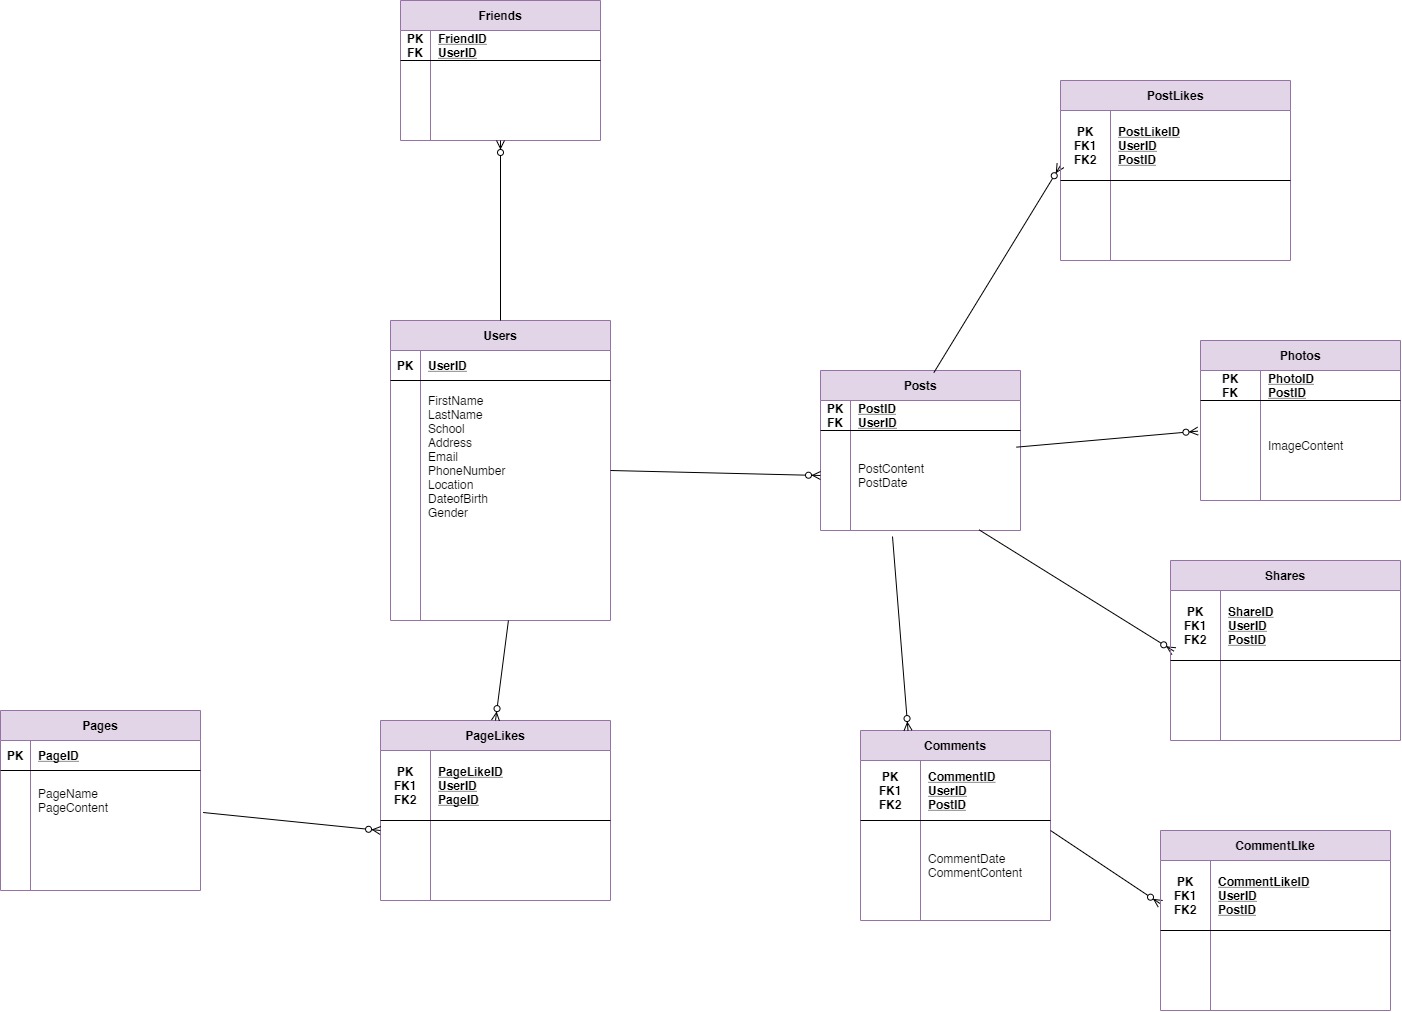 Friends
PK FriendID
FK UserID
PostLikes
PK PostLikeID
FK1 UserID
FK2 PostID
Users
PK UserID
FirstName
LastName
School
Address
Email
PhoneNumber
Location
DateofBirth
Gender
Posts
PK PostID
FK UserID
PostContent
PostDate
Photos
PK PhotoID
FK PostID
ImageContent
Shares
PK ShareID
FK1 UserID
FK2 PostID
Pages
PK PageID
PageName
PageContent
PageLikes
PK PageLikeID
FK1 UserID
FK2 PageID
Comments
PK CommentID
FK1 UserID
FK2 PostID
CommentDate
CommentContent
CommentLIke
PK CommentLikeID
FK1 UserID
FK2 PostID